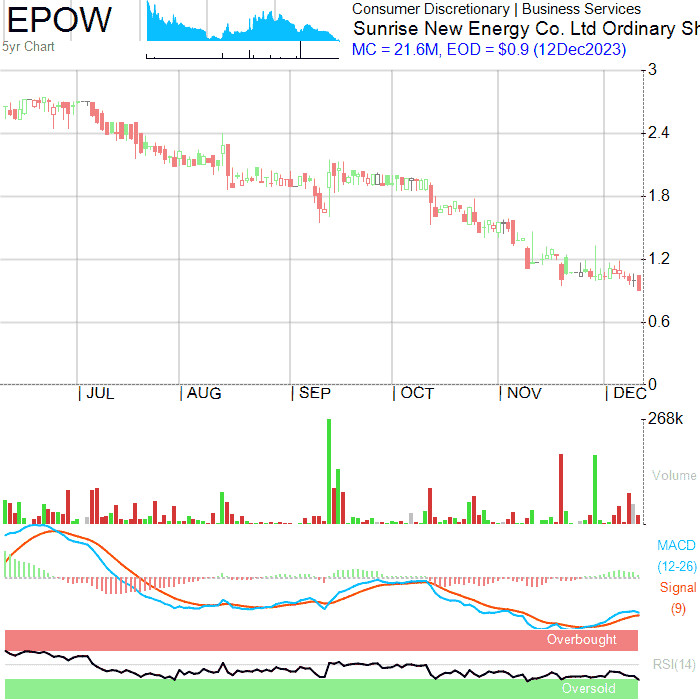 EPOW
5yr Chart
Consumer Discretionary | Business Services
Sunrise New Energy Co. Ltd Ordinary Sh
MC = 21.6M, EOD = $0.9 (12Dec2023)
3
2.4
1.8
1.2
0.6
0
| JUL | AUG | SEP | OCT | NOV | DEC
268k
Volume
MACD
(12-26)
Signal
(9)
Overbought
RSI(14)
Oversold